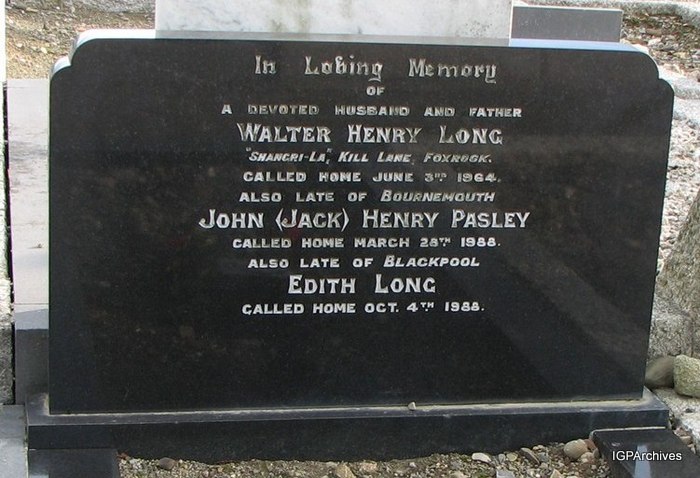 In Loving Memory
OF
A DEVOTED HUSBAND AND FATHER
WALTER HENRY LONG
"SHANGRI-LA", KILL LANE, FOXROCK.
CALLED HOME JUNE 3RD 1964.
ALSO LATE OF BOURNEMOUTH
JOHN (JACK) HENRY PASLEY
CALLED HOME MARCH 28TH 1988.
ALSO LATE OF BLACKPOOL
EDITH LONG
CALLED HOME OCT. 4TH 1988.
IGPArchives